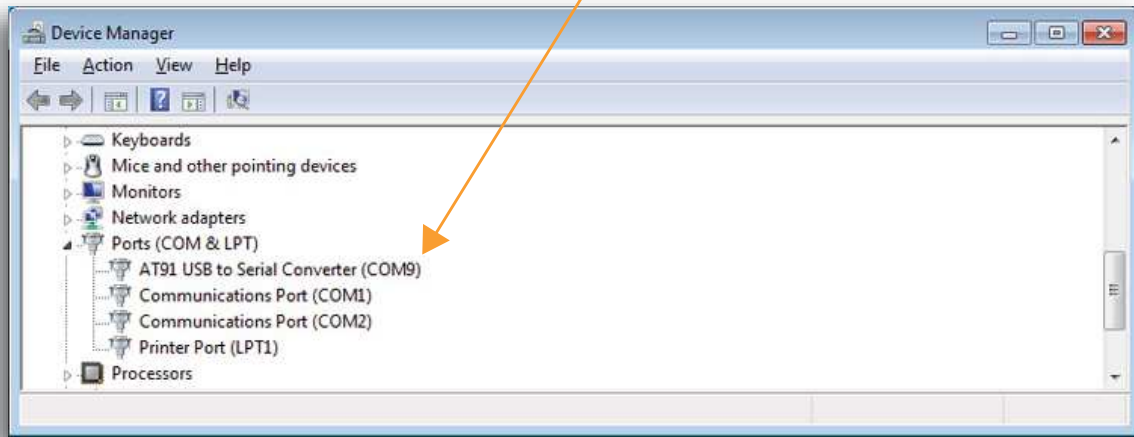 Device Manager
File Action View Help
Keyboards
Mice and other pointing devices
Monitors
Network adapters
Ports (COM & LPT)
AT91 USB to Serial Converter (COM9)
Communications Port (COM1)
Communications Port (COM2)
Printer Port (LPT1)
Processors